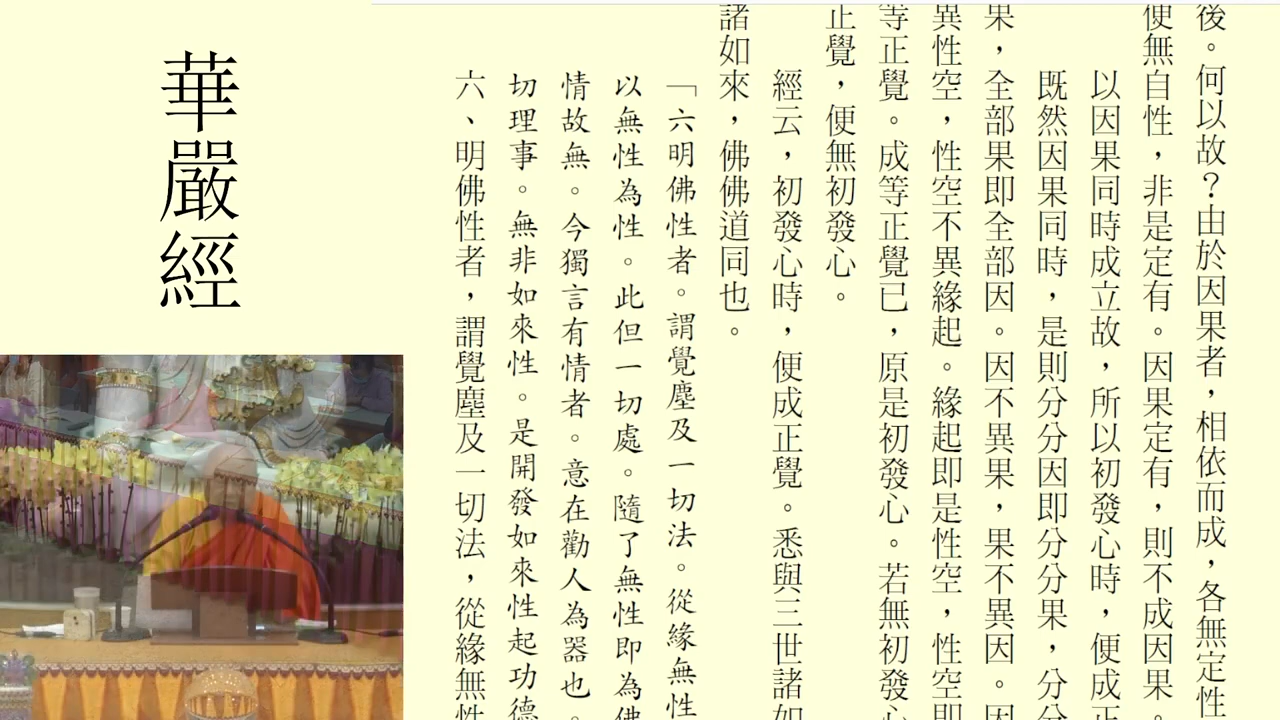 華嚴經
後。何以故？由於因果者，相依而成，各無定性
便無自性，非是定有。因果定有，則不成因果。
以因果同時成立故，所以初發心時，便成正
既然因果同時，是則分分因即分分果，分分
果，全部果即全部因。因不異果，果不異因。因
異性空，性空不異緣起。緣起即是性空，性空即
等正覺。成等正覺已，原是初發心。若無初發心
正覺，便無初發心。
經云，初發心時，便成正覺。悉與三世諸如
諸如來，佛佛道同也。
「六明佛性者。謂覺塵及一切法。從緣無性
以無性為性。此但一切處。隨了無性即為佛
情故無。今獨言有情者。意在勸人為器也。
切理事。無非如來性。是開發如來性起功德
六、明佛性者，謂覺塵及一切法，從緣無性